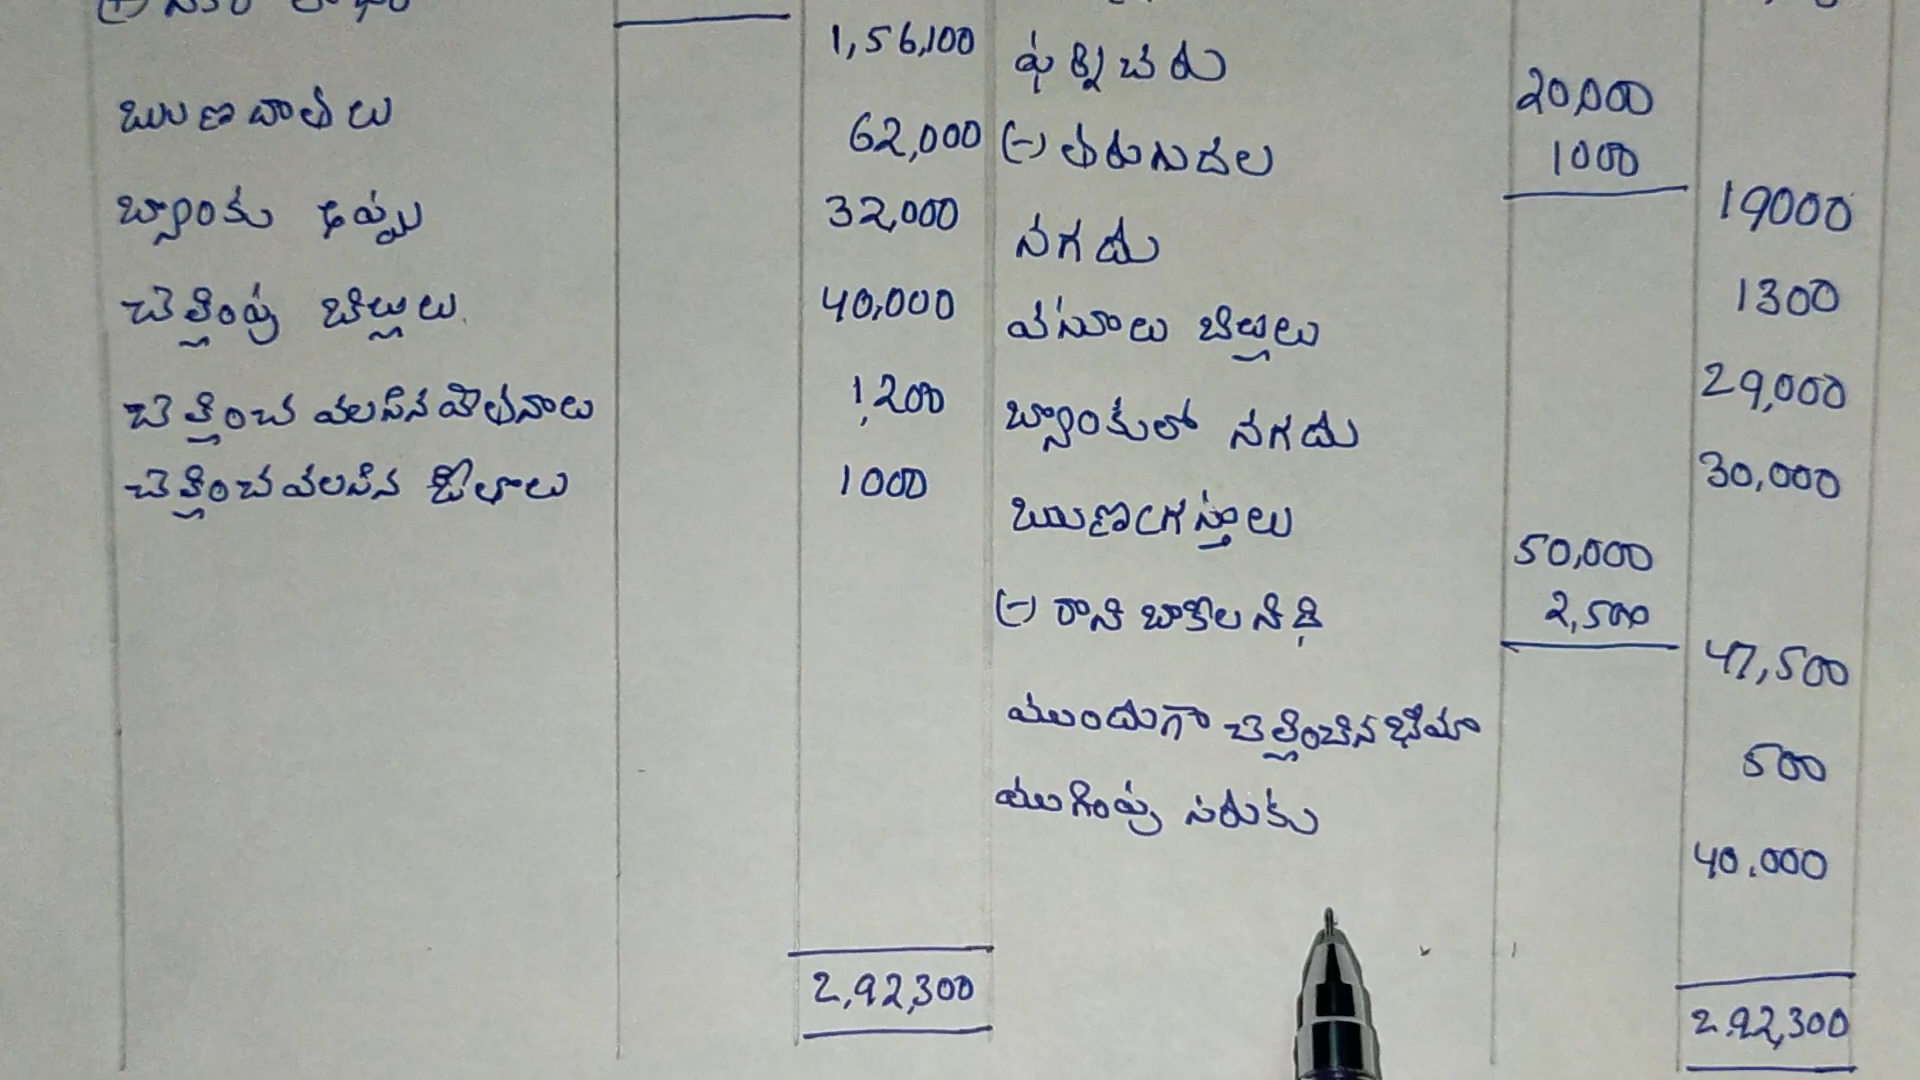 1,56,100
ఋణదాతలు 62,000
బ్యాంకు అప్పు 32,000
చెల్లింపు బిల్లులు 40,000
చెల్లించవలసిన వేతనాలు 1,200
చెల్లించవలసిన జీతాలు 1000
2,92,300
ఫర్నిచరు 20,000
(-) తరుగుదల 1000 19000
నగదు 1300
వసూలు బిల్లులు 29,000
బ్యాంకులో నగదు 30,000
ఋణగ్రస్తులు 50,000
(-) రాని బాకీల నిధి 2,500 47,500
ముందుగా చెల్లించిన భీమా 500
ముగింపు సరుకు 40.000
2.92,300